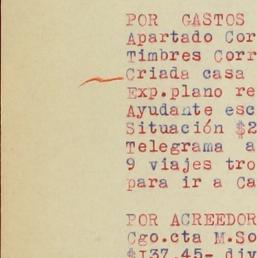 POR GASTOS
Apartado Cor
Timbres Corr
Criada casa
Exp.plano re
Ayudante esc
Situación $2
Telegrama a
9 viajes tro
para ir a Ca
POR ACREEDOR
Cgo.cta M.So
$137.45- div